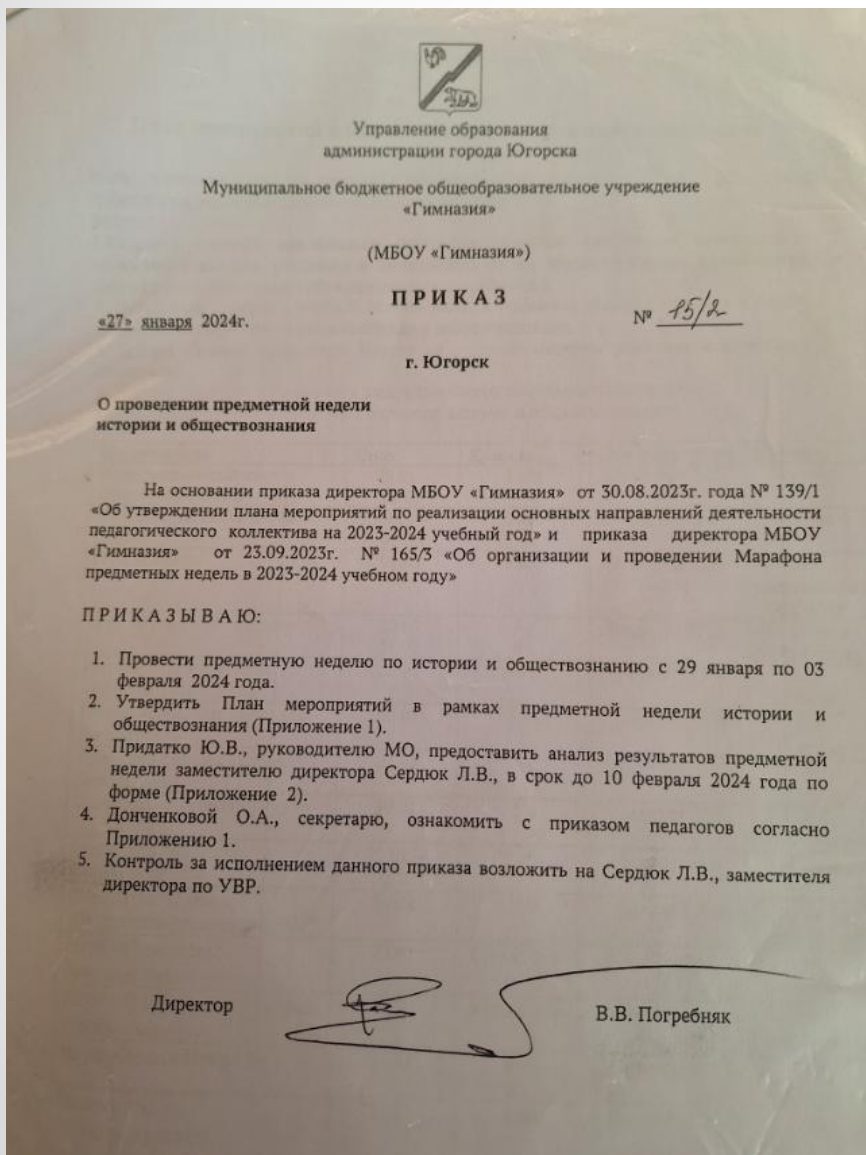 Управление образования
администрации города Югорска
Муниципальное бюджетное общеобразовательное учреждение
«Гимназия»
(МБОУ «Гимназия»)
П Р И К А З
«27» января 2024г.
№ 15/2
г. Югорск
О проведении предметной недели
истории и обществознания
На основании приказа директора МБОУ «Гимназия» от 30.08.2023г. года № 139/1
«Об утверждении плана мероприятий по реализации основных направлений деятельности
педагогического коллектива на 2023-2024 учебный год» и приказа директора МБОУ
«Гимназия» от 23.09.2023г. № 165/3 «Об организации и проведении Марафона
предметных недель в 2023-2024 учебном году»
П Р И К А З Ы В А Ю:
1. Провести предметную неделю по истории и обществознанию с 29 января по 03
февраля 2024 года.
2. Утвердить План мероприятий в рамках предметной недели истории и
обществознания (Приложение 1).
3. Придатко Ю.В., руководителю МО, предоставить анализ результатов предметной
недели заместителю директора Сердюк Л.В., в срок до 10 февраля 2024 года по
форме (Приложение 2).
4. Донченковой О.А., секретарю, ознакомить с приказом педагогов согласно
Приложению 1.
5. Контроль за исполнением данного приказа возложить на Сердюк Л.В., заместителя
директора по УВР.
Директор
В.В. Погребняк